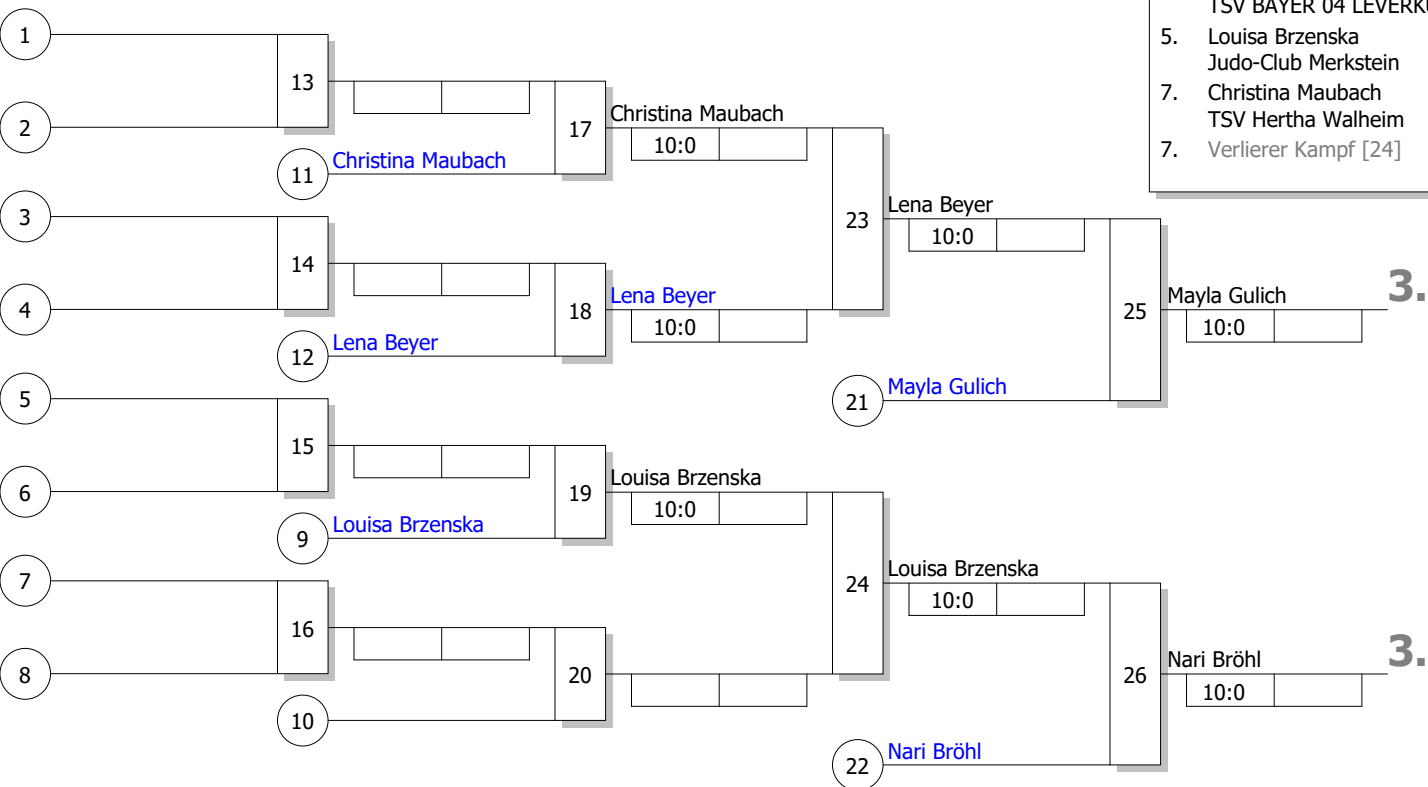 TSV BAYER 04 LEVERKU
5. Louisa Brzenska
Judo-Club Merkstein
7. Christina Maubach
TSV Hertha Walheim
7. Verlierer Kampf [24]
1
13
2
17
Christina Maubach
10:0
11
Christina Maubach
3
23
Lena Beyer
10:0
14
4
18
Lena Beyer
10:0
12
Lena Beyer
25
Mayla Gulich
3.
10:0
5
21
Mayla Gulich
15
6
19
Louisa Brzenska
10:0
9
Louisa Brzenska
7
24
Louisa Brzenska
10:0
16
8
20
26
Nari Bröhl
3.
10:0
10
22
Nari Bröhl